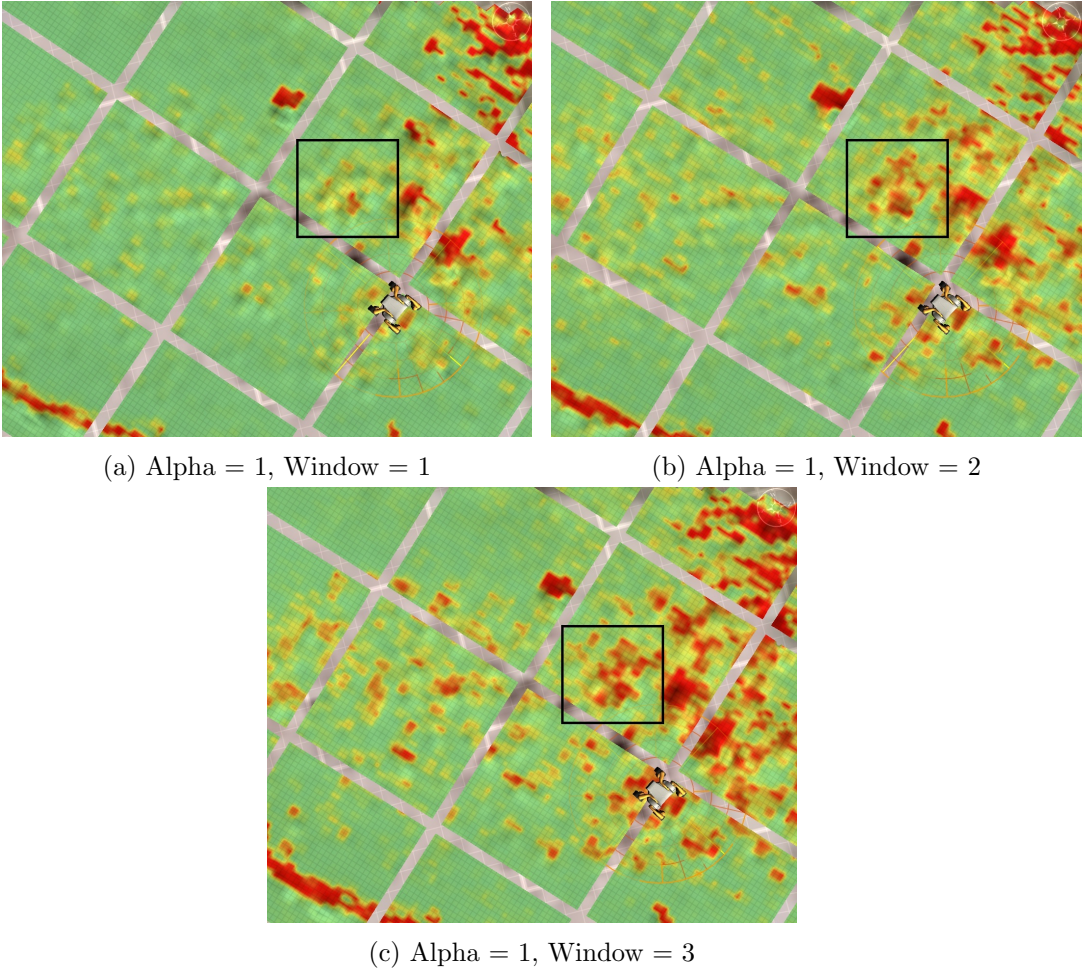 (a) Alpha = 1, Window = 1
(b) Alpha = 1, Window = 2
(c) Alpha = 1, Window = 3